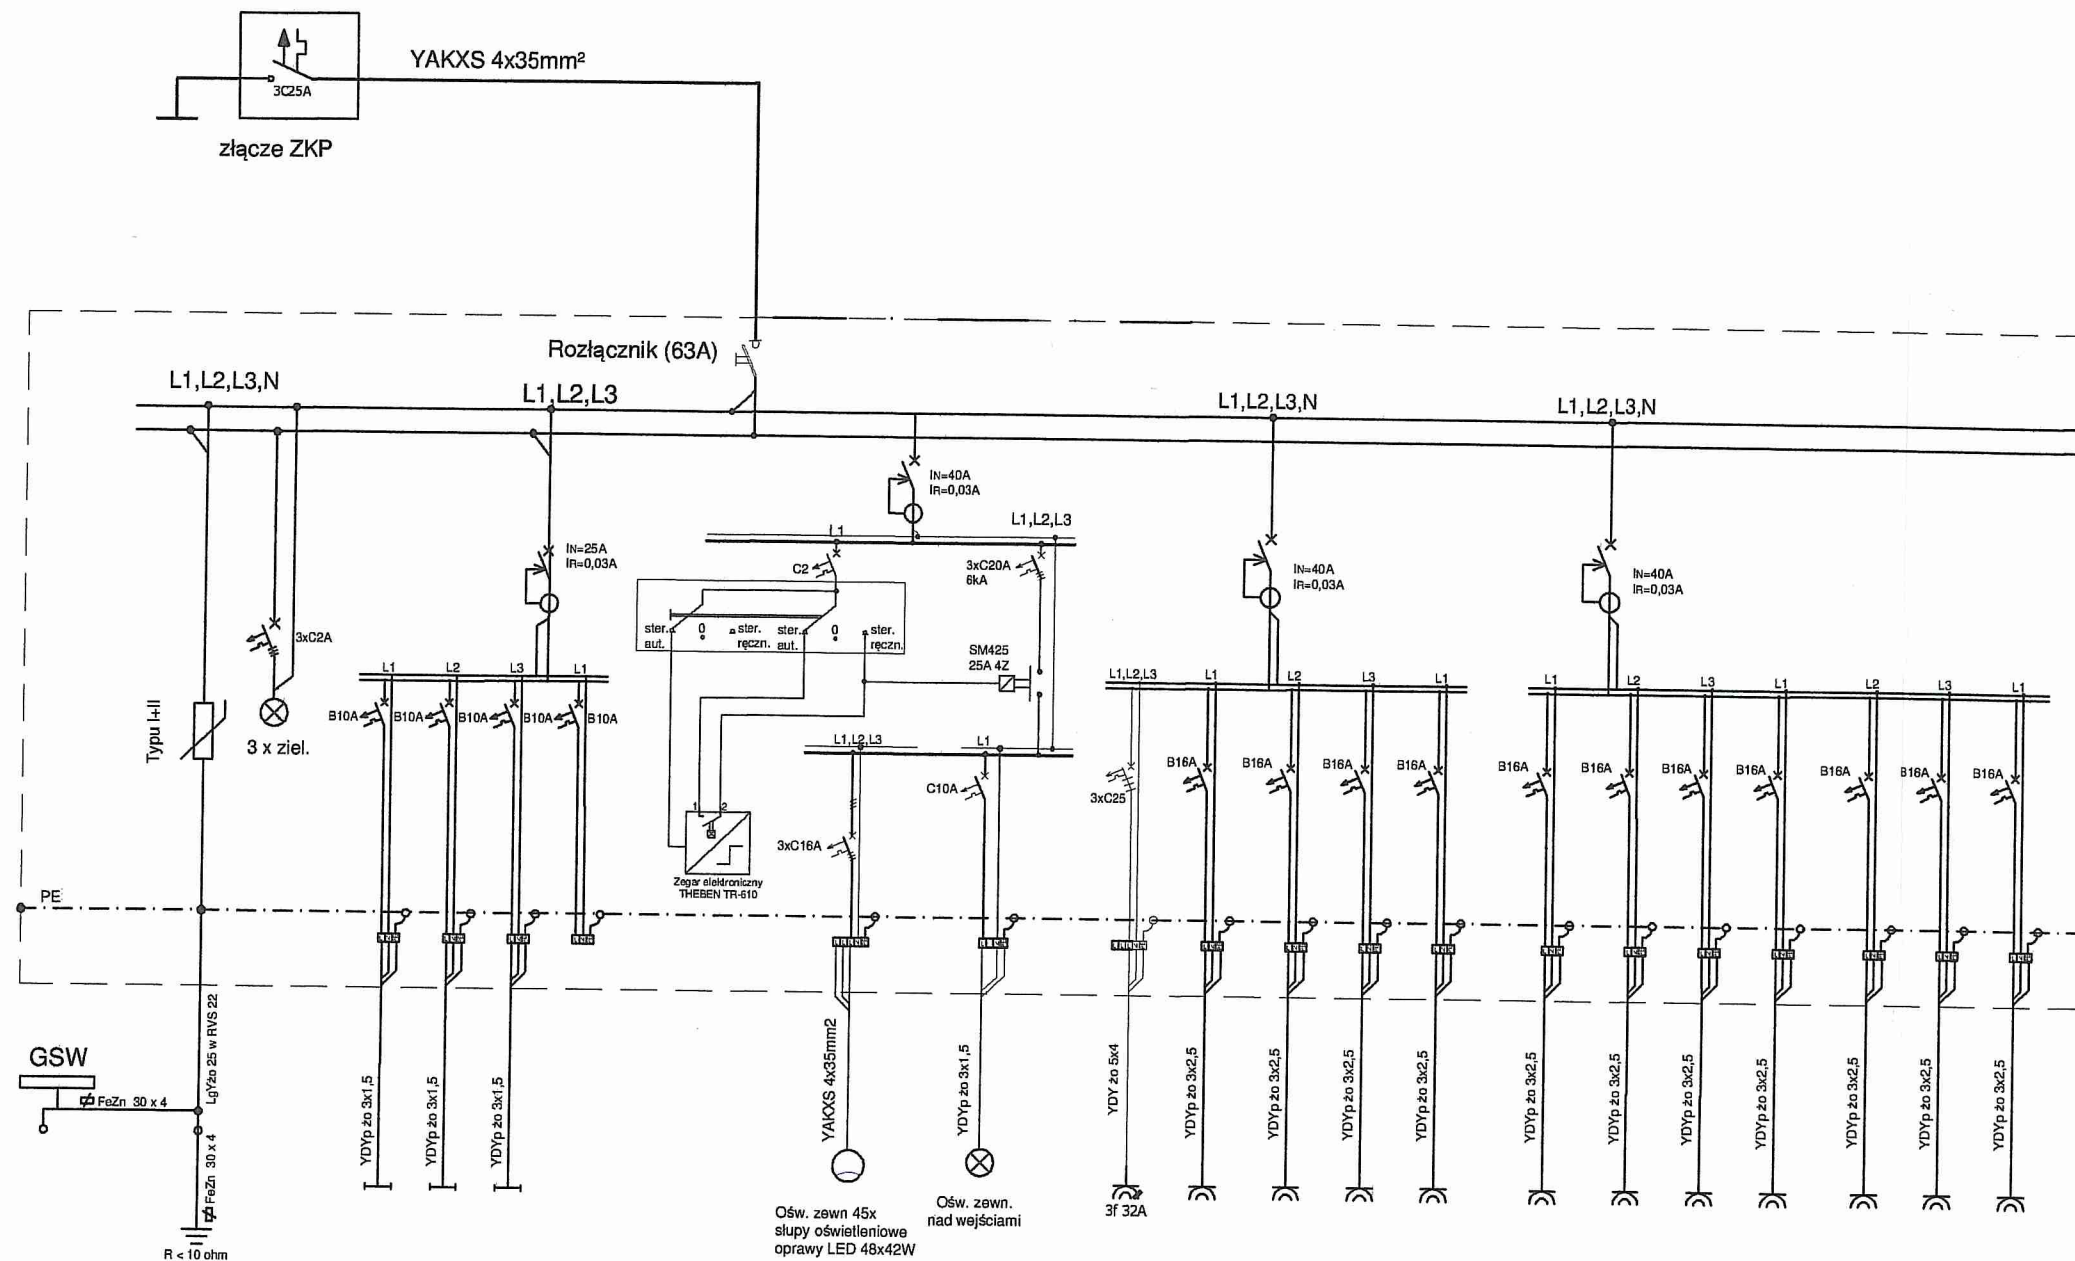 YAKXS 4x35mm²
3C25A
złącze ZKP
Rozłącznik (63A)
L1,L2,L3,N
L1,L2,L3
L1,L2,L3,N
L1,L2,L3,N
IN=40A
IR=0,03A
L1,L2,L3
L1
IN=25A
IR=0,03A
C2
3xC20A
6kA
IN=40A
IR=0,03A
IN=40A
IR=0,03A
3xC2A
ster.
aut.
0
ster.
ręczn.
ster.
aut.
0
ster.
ręczn.
SM425
25A 4Z
L1
L2
L3
L1
L1,L2,L3
L1
L2
L3
L1
L1
L2
L3
L1
L2
L3
L1
B10A
B10A
B10A
B10A
B10A
Typu I+II
3 x ziel.
L1,L2,L3
L1
B16A
B16A
B16A
B16A
B16A
B16A
B16A
B16A
B16A
B16A
B16A
C10A
3xC25
1
2
3xC16A
Zegar elektroniczny
THEBEN TR-610
PE
LgYżo 25 w RVS 22
GSW
FeZn 30 x 4
FeZn 30 x 4
R < 10 ohm
YDYp żo 3x1,5
YDYp żo 3x1,5
YDYp żo 3x1,5
YAKXS 4x35mm2
YDYp żo 3x1,5
YDY żo 5x4
YDYp żo 3x2,5
YDYp żo 3x2,5
YDYp żo 3x2,5
YDYp żo 3x2,5
YDYp żo 3x2,5
YDYp żo 3x2,5
YDYp żo 3x2,5
YDYp żo 3x2,5
YDYp żo 3x2,5
YDYp żo 3x2,5
YDYp żo 3x2,5
Ośw. zewn 45x
słupy oświetleniowe
oprawy LED 48x42W
Ośw. zewn.
nad wejściami
3f 32A